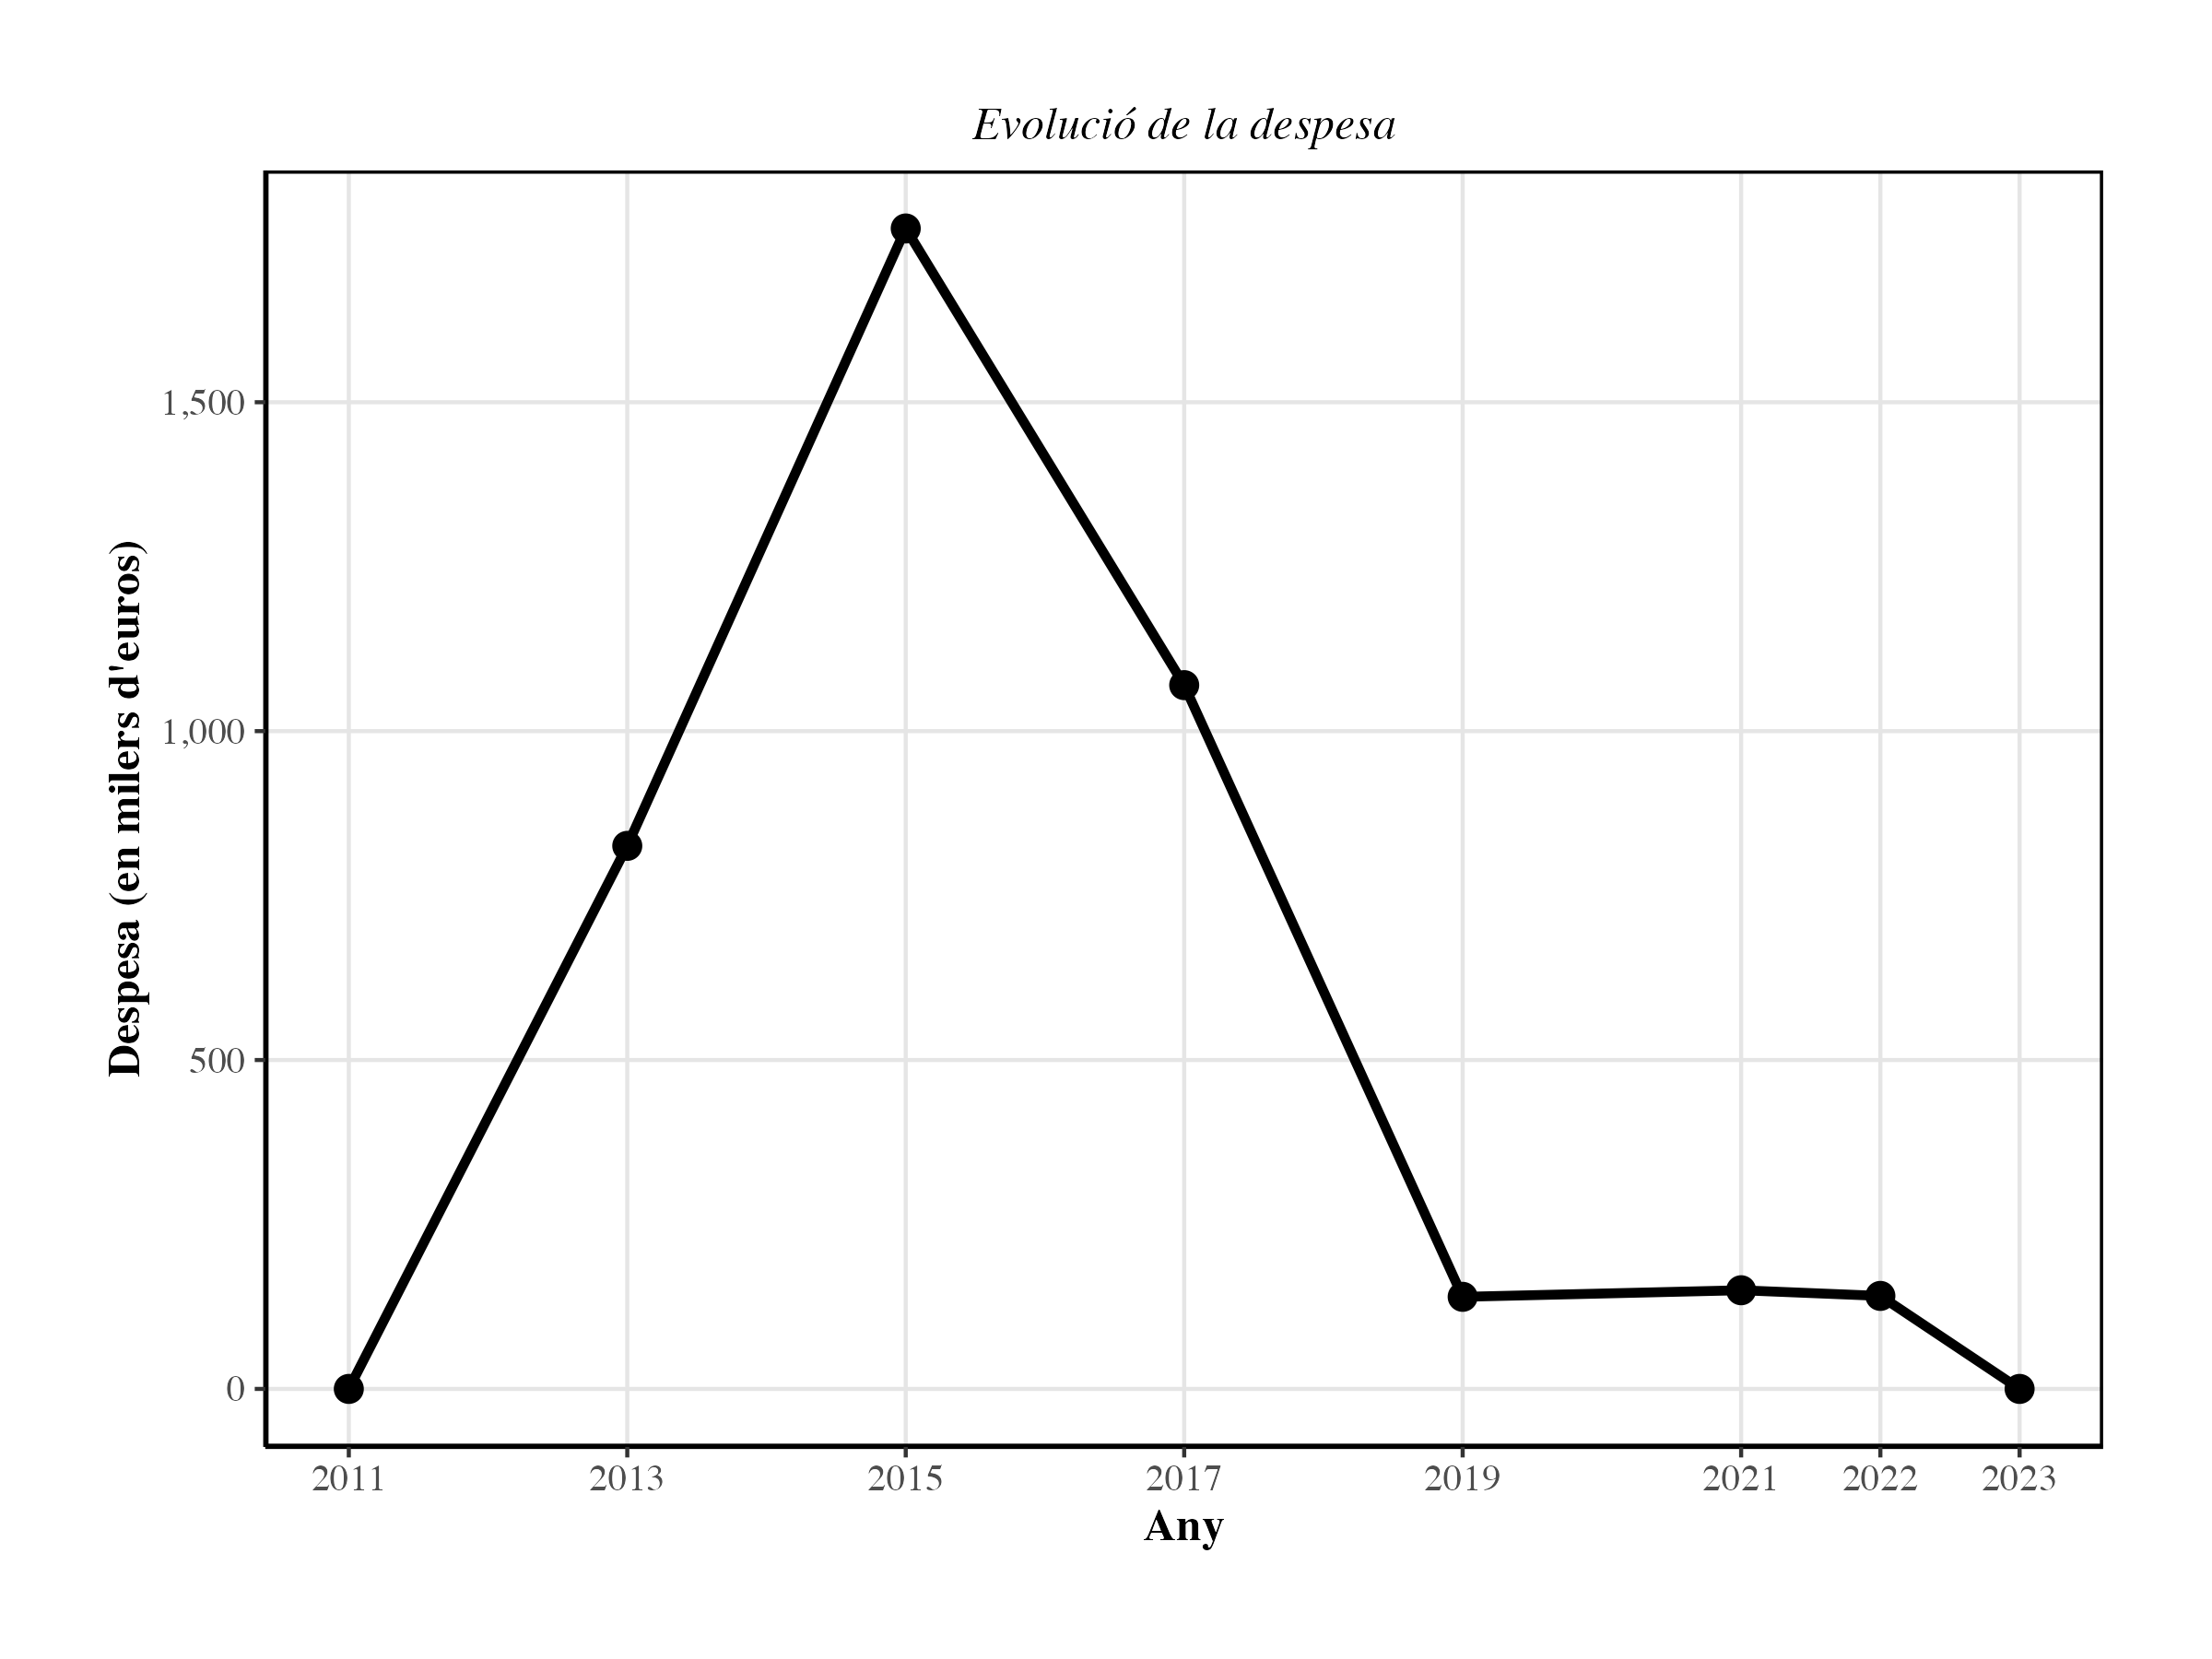 Evolució de la despesa
Despesa (en milers d'euros)
1,500
1,000
500
0
2011 2013 2015 2017 2019 2021 2022 2023
Any